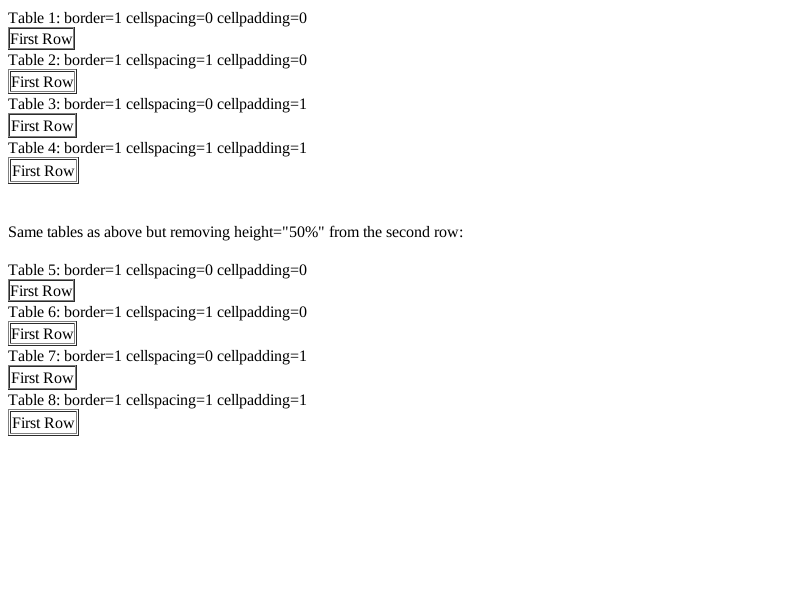 Table 1: border=1 cellspacing=0 cellpadding=0
First Row
Table 2: border=1 cellspacing=1 cellpadding=0
First Row
Table 3: border=1 cellspacing=0 cellpadding=1
First Row
Table 4: border=1 cellspacing=1 cellpadding=1
First Row
Same tables as above but removing height="50%" from the second row:
Table 5: border=1 cellspacing=0 cellpadding=0
First Row
Table 6: border=1 cellspacing=1 cellpadding=0
First Row
Table 7: border=1 cellspacing=0 cellpadding=1
First Row
Table 8: border=1 cellspacing=1 cellpadding=1
First Row